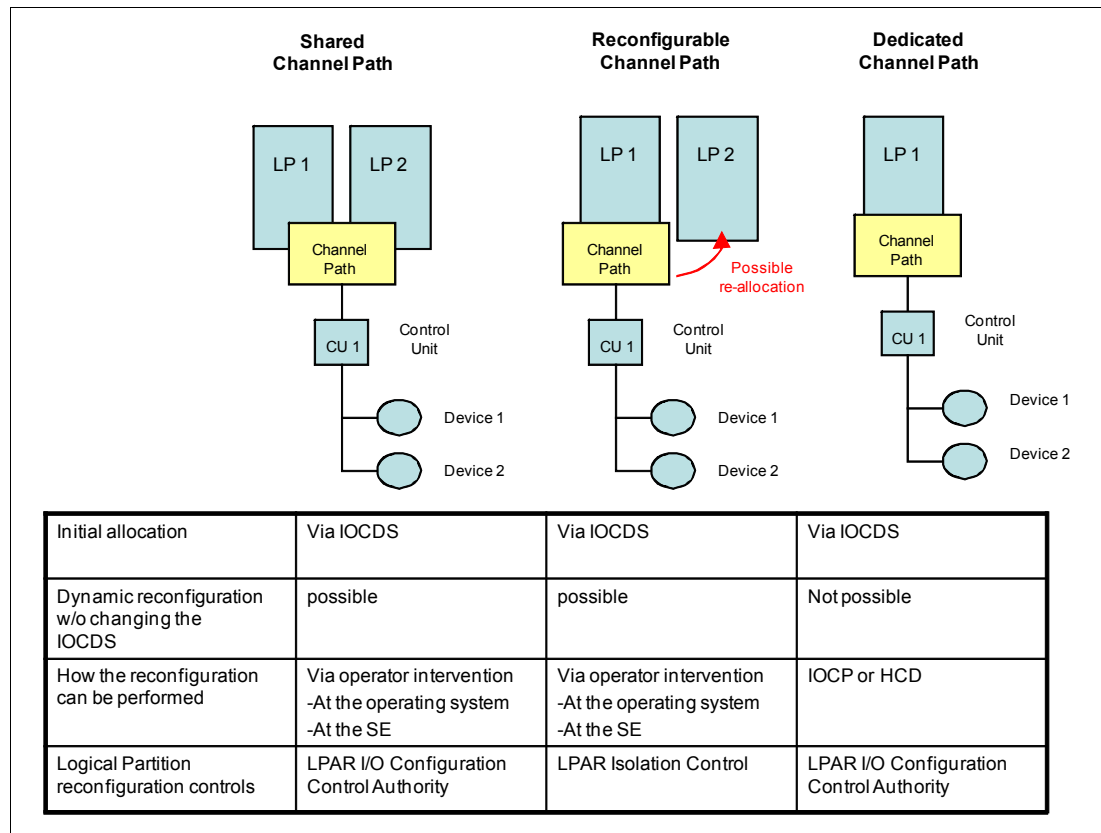 Shared
Channel Path
Reconfigurable
Channel Path
Dedicated
Channel Path
LP 1
LP 2
Channel
Path
CU 1
Control
Unit
Device 1
Device 2
LP 1
LP 2
Channel
Path
Possible
re-allocation
CU 1
Control
Unit
Device 1
Device 2
LP 1
Channel
Path
CU 1
Control
Unit
Device 1
Device 2
Initial allocation
Via IOCDS
Via IOCDS
Via IOCDS
Dynamic reconfiguration
w/o changing the
IOCDS
possible
possible
Not possible
How the reconfiguration
can be performed
Via operator intervention
-At the operating system
-At the SE
Via operator intervention
-At the operating system
-At the SE
IOCP or HCD
Logical Partition
reconfiguration controls
LPAR I/O Configuration
Control Authority
LPAR Isolation Control
LPAR I/O Configuration
Control Authority